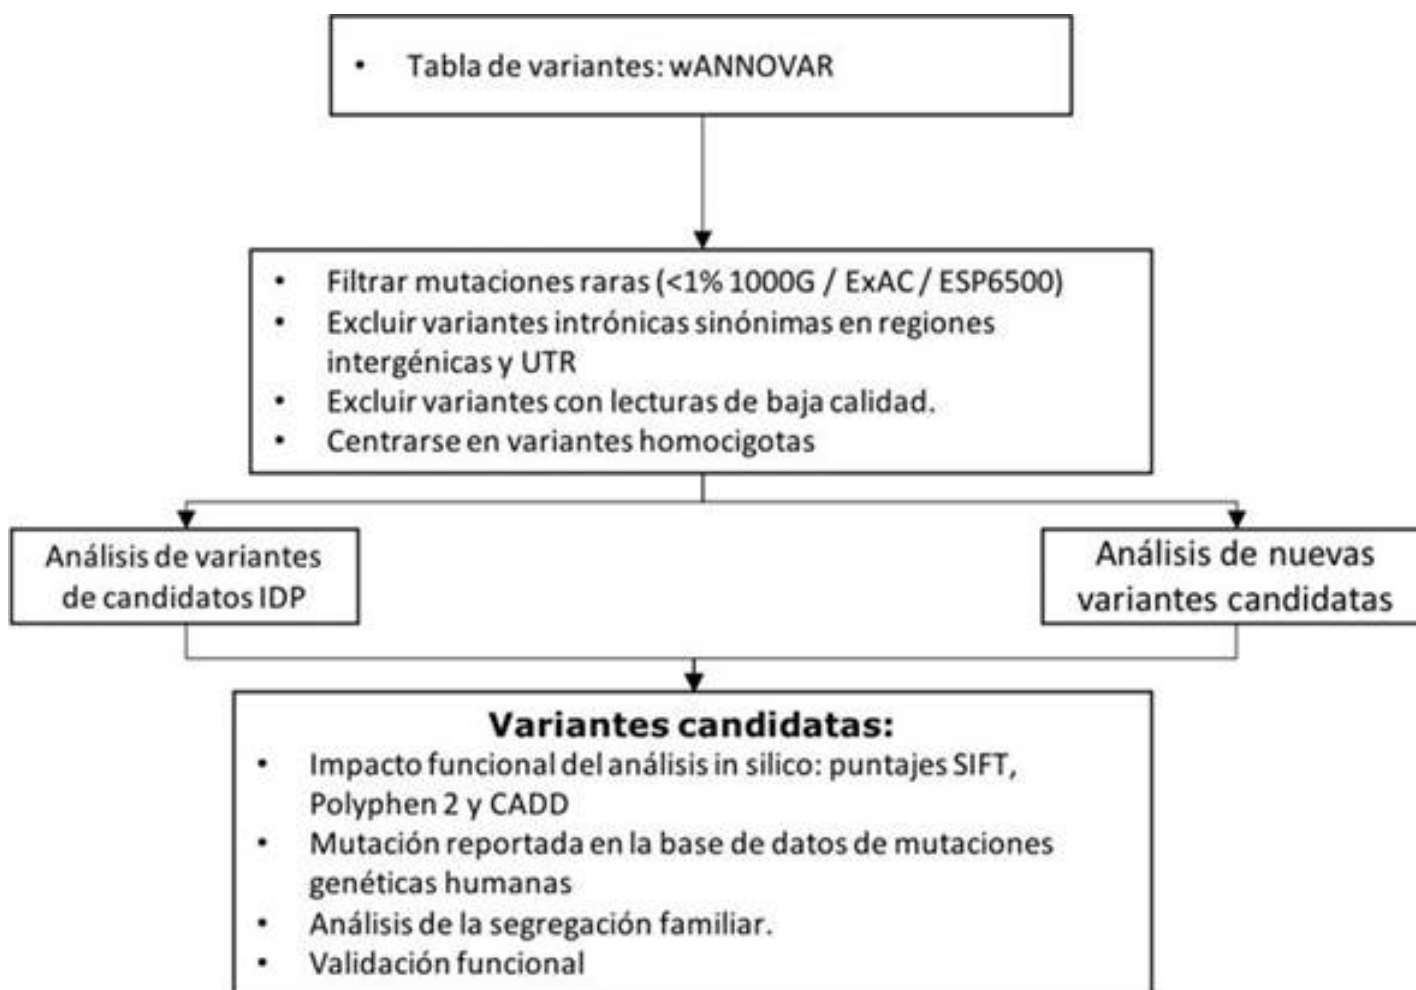 • Tabla de variantes: wANNOVAR
• Filtrar mutaciones raras (<1% 1000G / ExAC / ESP6500)
• Excluir variantes intrónicas sinónimas en regiones
intergénicas y UTR
• Excluir variantes con lecturas de baja calidad.
• Centrarse en variantes homocigotas
Análisis de variantes
de candidatos IDP
Análisis de nuevas
variantes candidatas
Variantes candidatas:
• Impacto funcional del análisis in silico: puntajes SIFT,
Polyphen 2 y CADD
• Mutación reportada en la base de datos de mutaciones
genéticas humanas
• Análisis de la segregación familiar.
• Validación funcional